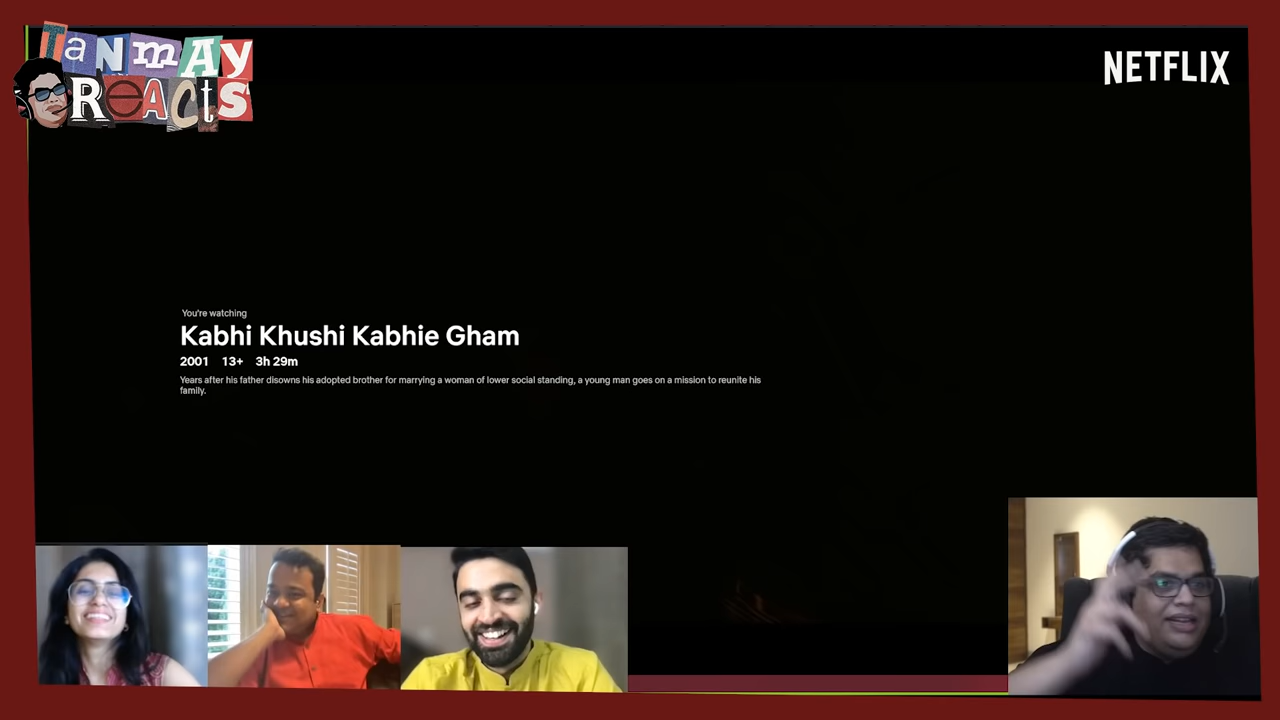 TaNmAy
ReAcTs
NETFLIX
You're watching
Kabhi Khushi Kabhie Gham
2001 13+ 3h 29m
Years after his father disowns his adopted brother for marrying a woman of lower social standing, a young man goes on a mission to reunite his
family.